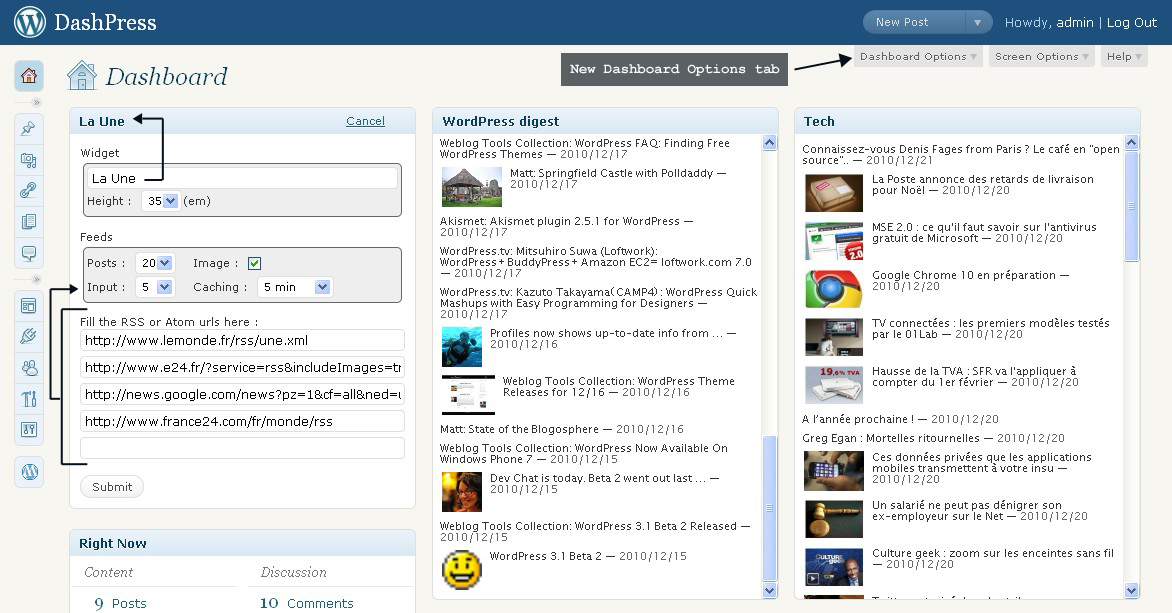 DashPress
New Post
Howdy, admin | Log Out
Dashboard
New Dashboard Options tab
Dashboard Options
Screen Options
Help
La Une
Cancel
Widget
La Une
Height : 35 (em)
Feeds
Posts : 20 Image :
Input : 5 Caching : 5 min
Fill the RSS or Atom urls here :
http://www.lemonde.fr/rss/une.xml
http://www.e24.fr/?service=rss&includeImages=tr
http://news.google.com/news?pz=1&cf=all&ned=u
http://www.france24.com/fr/monde/rss
Submit
Right Now
Content
Discussion
9 Posts
10 Comments
WordPress digest
Weblog Tools Collection: WordPress FAQ: Finding Free
WordPress Themes — 2010/12/17
Matt: Springfield Castle with Polldaddy —
2010/12/17
Akismet: Akismet plugin 2.5.1 for WordPress —
2010/12/17
WordPress.tv: Mitsuhiro Suwa (Loftwork):
WordPress+ BuddyPress+ Amazon EC2= loftwork.com 7.0
— 2010/12/17
WordPress.tv: Kazuto Takayama(CAMP4): WordPress Quick
Mashups with Easy Programming for Designers —
2010/12/17
Profiles now shows up-to-date info from ... —
2010/12/16
Weblog Tools Collection: WordPress Theme
Releases for 12/16 — 2010/12/16
Matt: State of the Blogosphere — 2010/12/16
Weblog Tools Collection: WordPress Now Available On
Windows Phone 7 — 2010/12/15
Dev Chat is today. Beta 2 went out last ... —
2010/12/15
Weblog Tools Collection: WordPress 3.1 Beta 2 Released —
2010/12/15
WordPress 3.1 Beta 2 — 2010/12/15
Tech
Connaissez-vous Denis Fages from Paris ? Le café en "open
source".. — 2010/12/21
La Poste annonce des retards de livraison
pour Noël — 2010/12/20
MSE 2.0 : ce qu'il faut savoir sur l'antivirus
gratuit de Microsoft — 2010/12/20
Google Chrome 10 en préparation —
2010/12/20
TV connectées : les premiers modèles testés
par le 01Lab — 2010/12/20
19,6% TVA
Hausse de la TVA : SFR va l'appliquer à
compter du 1er février — 2010/12/20
A l'année prochaine ! — 2010/12/20
Greg Egan : Mortelles ritournelles — 2010/12/20
Ces données privées que les applications
mobiles transmettent à votre insu —
2010/12/20
Un salarié ne peut pas dénigrer son
ex-employeur sur le Net — 2010/12/20
CULTURE
Culture geek : zoom sur les enceintes sans fil
— 2010/12/20